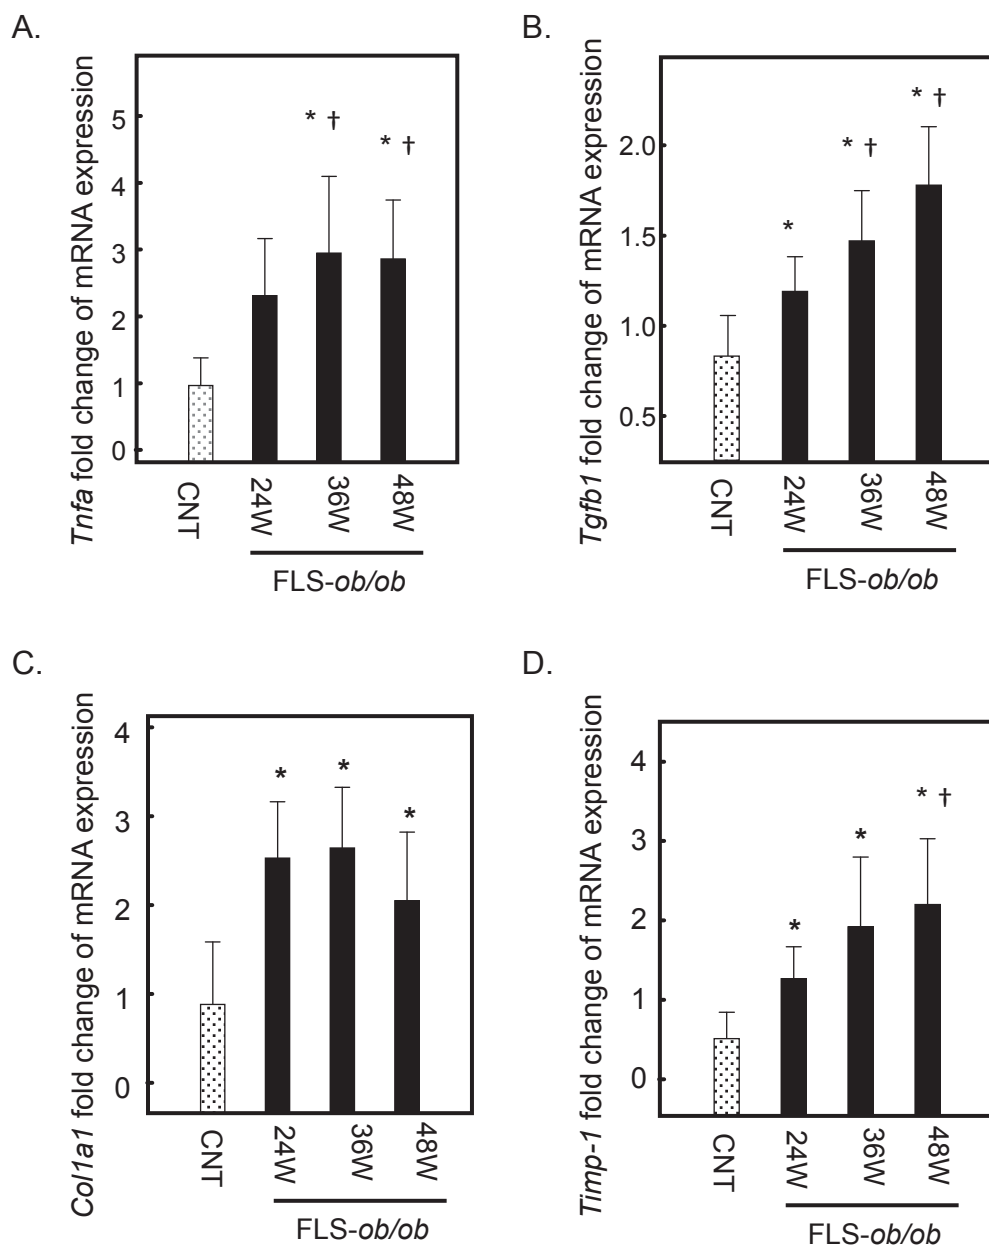 A.
Tnfa fold change of mRNA expression
5
4
3
2
1
0
* †
* †
CNT
24W
36W
48W
FLS-ob/ob
B.
Tgfb1 fold change of mRNA expression
2.0
1.5
1.0
0.5
*
* †
* †
CNT
24W
36W
48W
FLS-ob/ob
C.
Col1a1 fold change of mRNA expression
4
3
2
1
0
*
*
*
CNT
24W
36W
48W
FLS-ob/ob
D.
Timp-1 fold change of mRNA expression
4
3
2
1
0
*
*
* †
CNT
24W
36W
48W
FLS-ob/ob